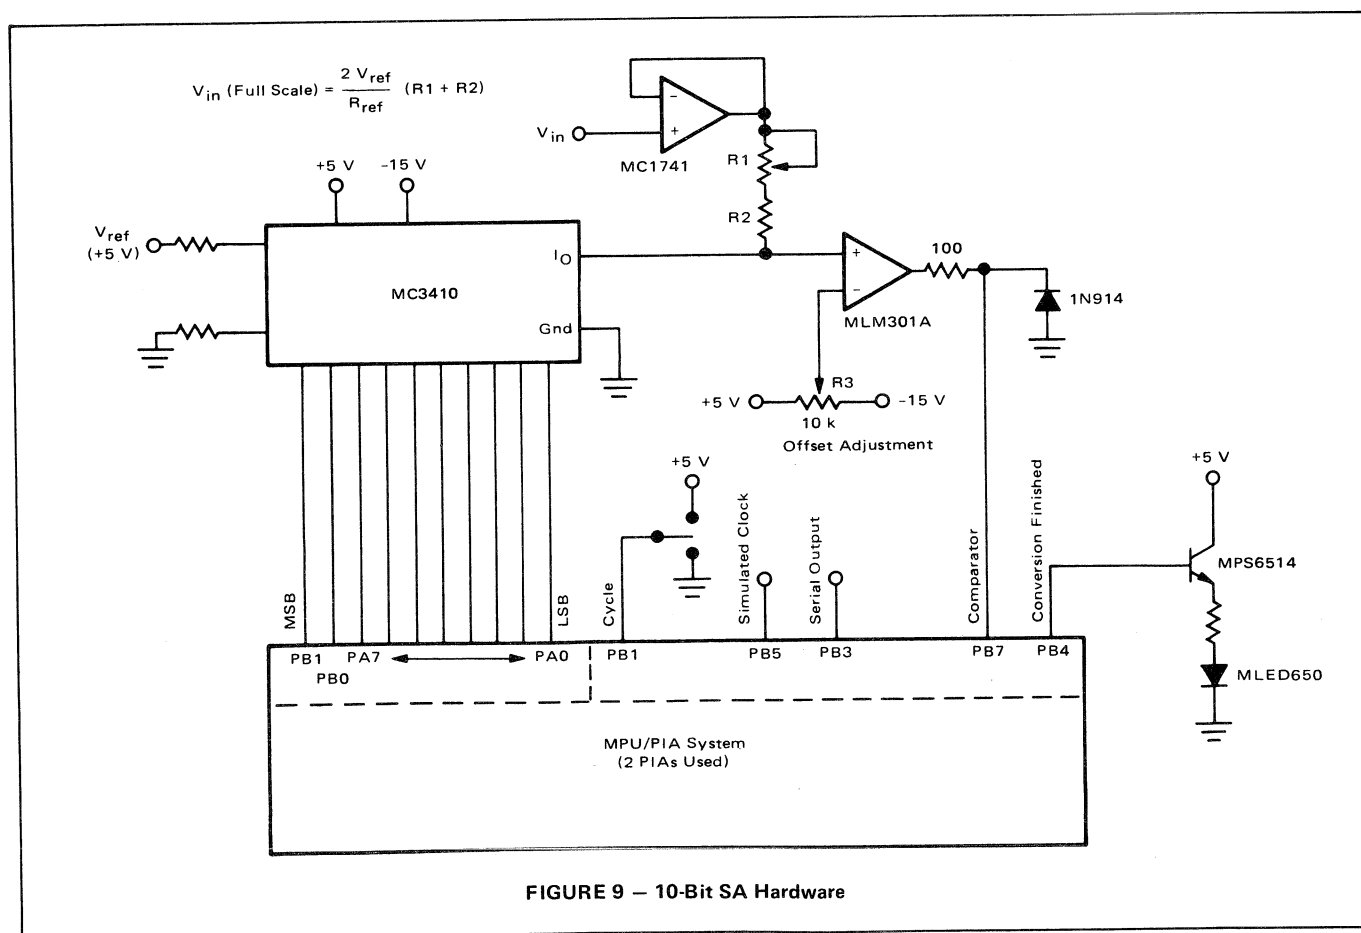 V_in (Full Scale) = 2 V_ref / R_ref (R1 + R2)
−
+
V_in
MC1741
R1
R2
+5 V
−15 V
V_ref
(+5 V)
I_O
MC3410
Gnd
+
−
MLM301A
100
1N914
R3
+5 V
−15 V
10 k
Offset Adjustment
MSB
LSB
Cycle
+5 V
Simulated Clock
Serial Output
Comparator
Conversion Finished
+5 V
MPS6514
MLED650
PB1
PB0
PA7
PA0
PB1
PB5
PB3
PB7
PB4
MPU/PIA System
(2 PIAs Used)
FIGURE 9 — 10-Bit SA Hardware